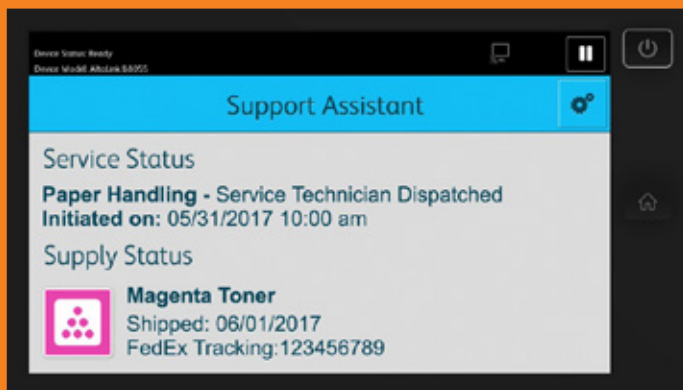 Device Status: Ready
Device Model: AltaLink B8055
Support Assistant
Service Status
Paper Handling - Service Technician Dispatched
Initiated on: 05/31/2017 10:00 am
Supply Status
Magenta Toner
Shipped: 06/01/2017
FedEx Tracking:123456789